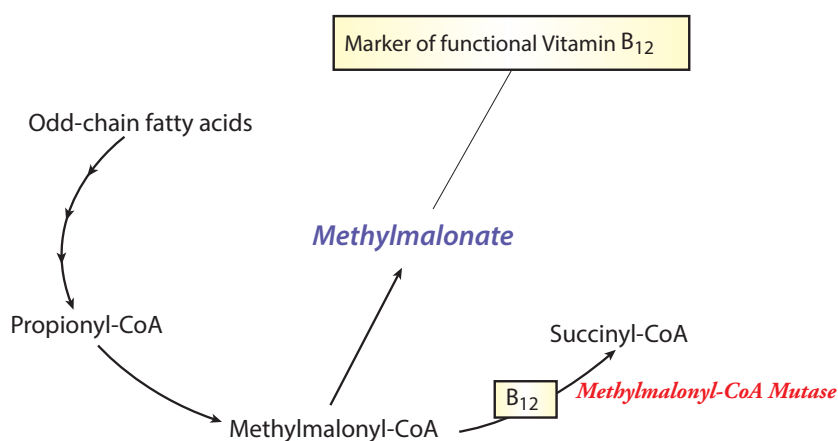 Marker of functional Vitamin B12
Odd-chain fatty acids
Methylmalonate
Propionyl-CoA
Succinyl-CoA
B12
Methylmalonyl-CoA Mutase
Methylmalonyl-CoA